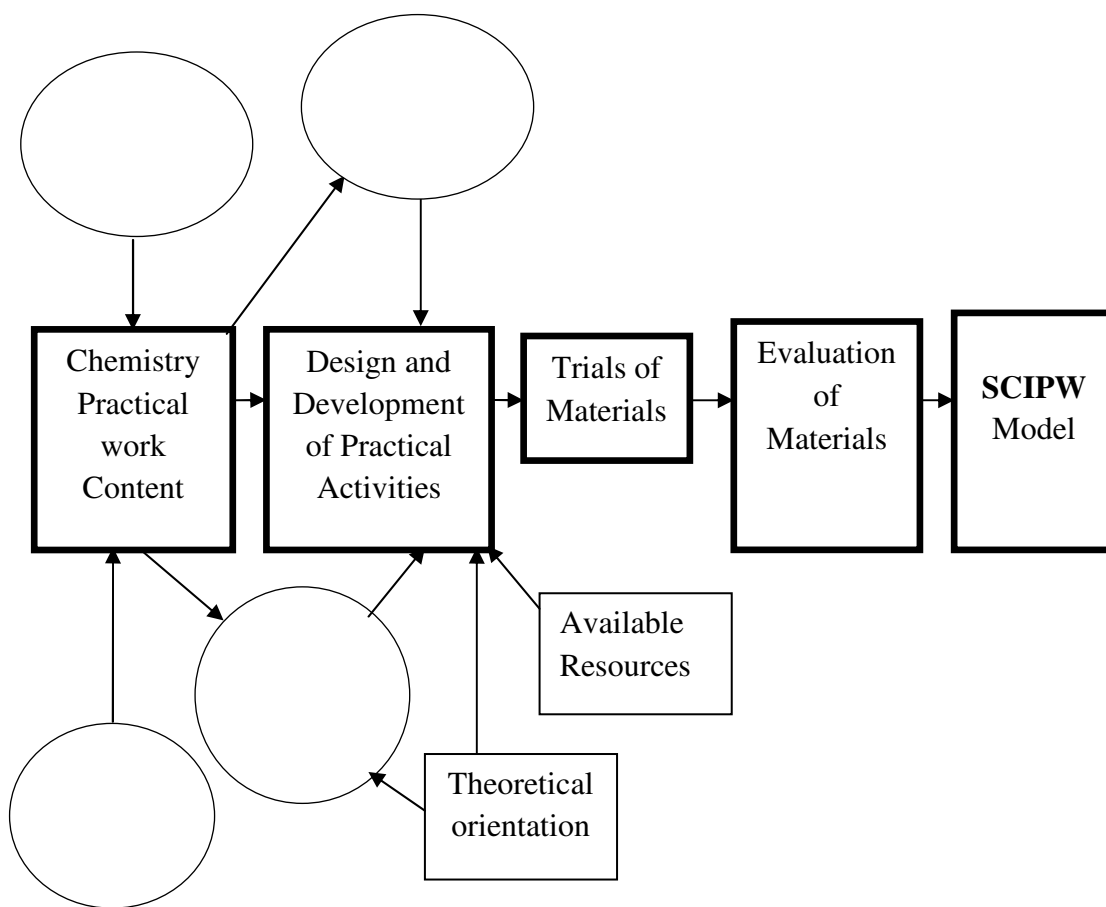 Chemistry
Practical
work
Content
Design and
Development
of Practical
Activities
Trials of
Materials
Evaluation
of
Materials
SCIPW
Model
Available
Resources
Theoretical
orientation